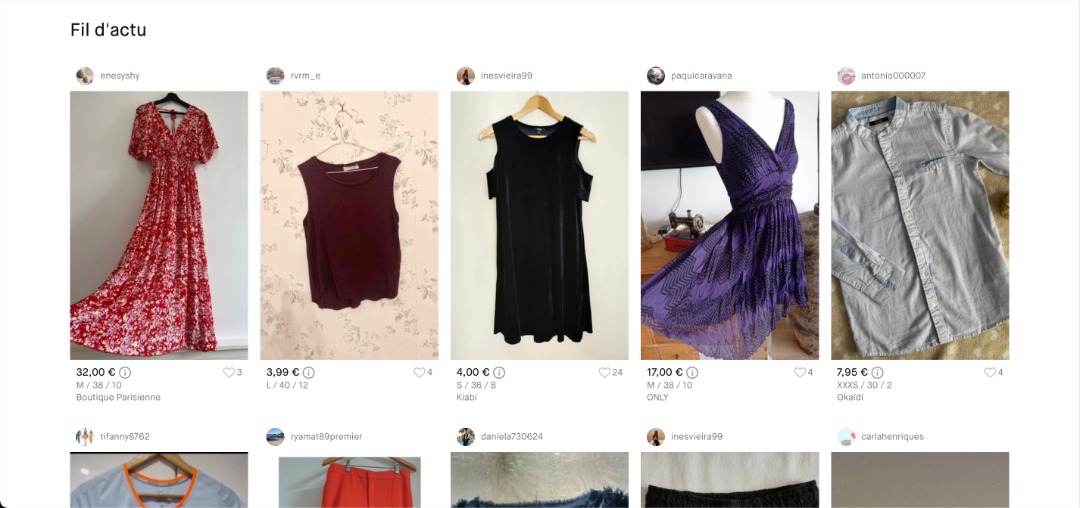 Fil d'actu
enesyshy
rvrm_e
inesvieira99
paquicaravana
antonio000007
32,00 €
3
M / 38 / 10
Boutique Parisienne
3,99 €
4
L / 40 / 12
4,00 €
24
S / 36 / 8
Kiabi
17,00 €
4
M / 38 / 10
ONLY
7,95 €
4
XXXS / 30 / 2
Okaïdi
tifanny8762
ryamat89premier
daniela730624
inesvieira99
carlahenriques